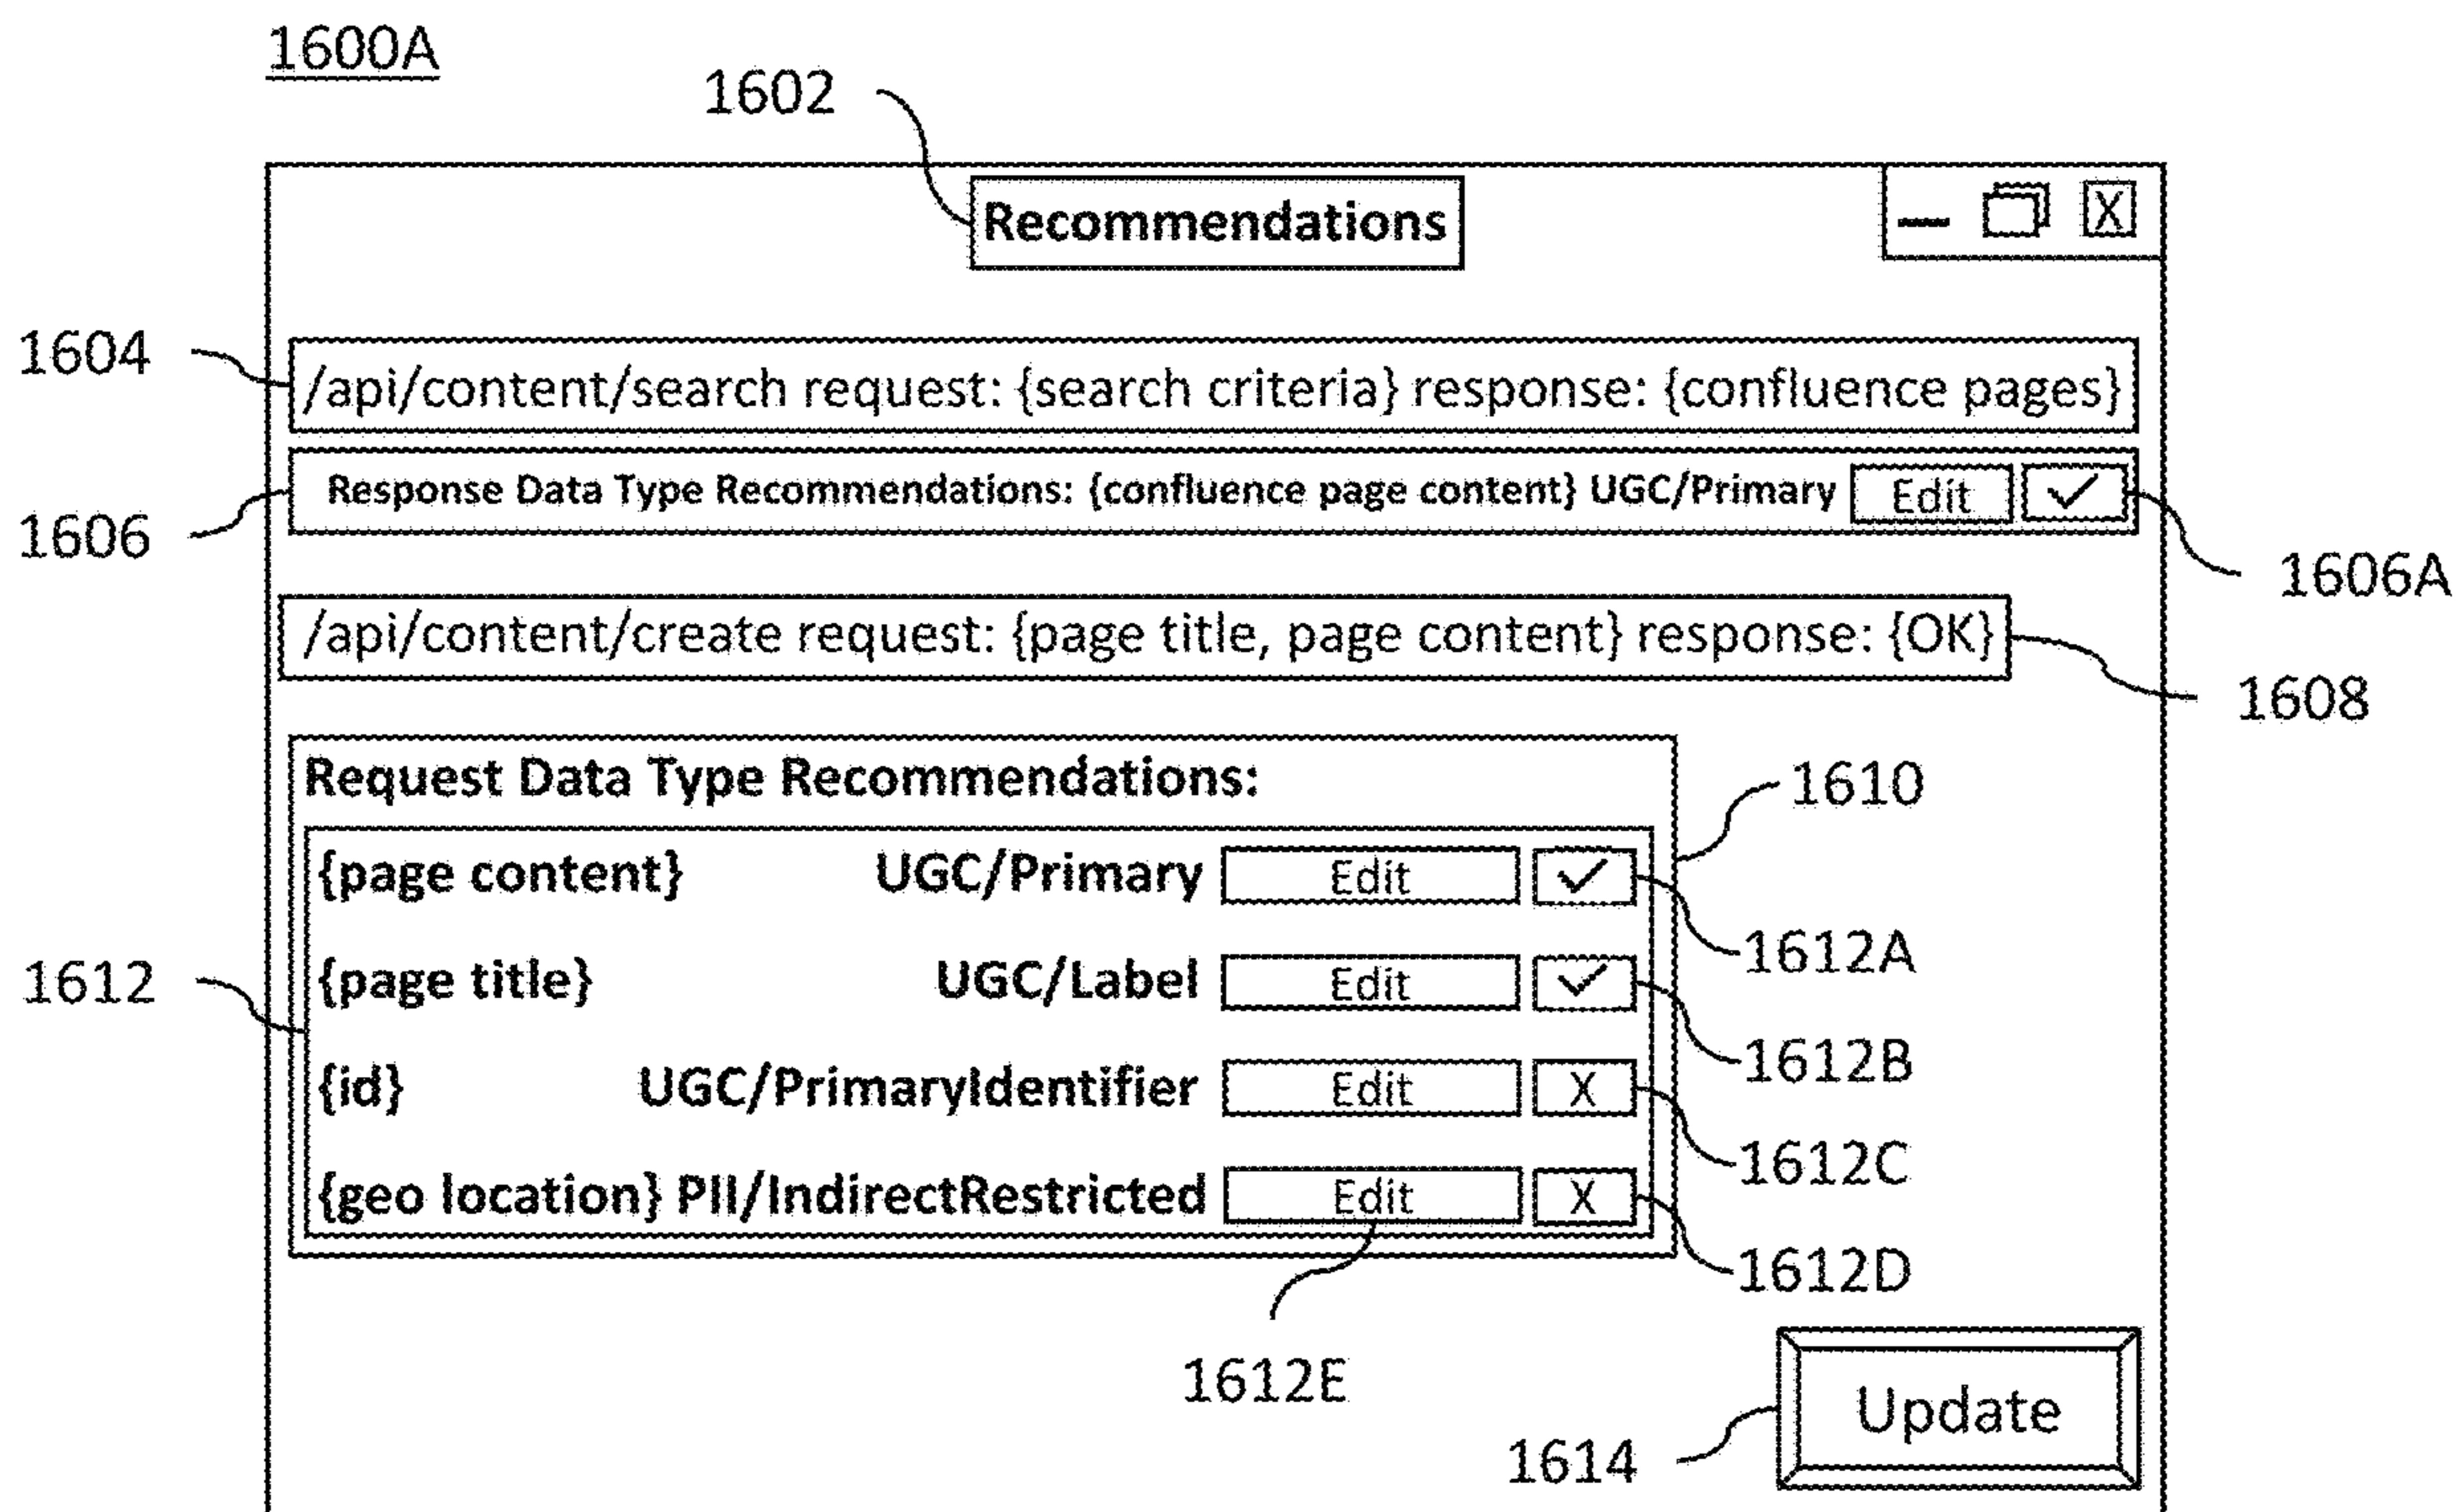 1600A
1602
Recommendations
X
1604
/api/content/search request: {search criteria} response: {confluence pages}
1606
Response Data Type Recommendations: {confluence page content} UGC/Primary Edit ✓
1606A
/api/content/create request: {page title, page content} response: {OK}
1608
Request Data Type Recommendations:
1610
{page content} UGC/Primary Edit ✓
1612A
1612
{page title} UGC/Label Edit ✓
1612B
{id} UGC/PrimaryIdentifier Edit X
1612C
{geo location} PII/IndirectRestricted Edit X
1612D
1612E
Update
1614